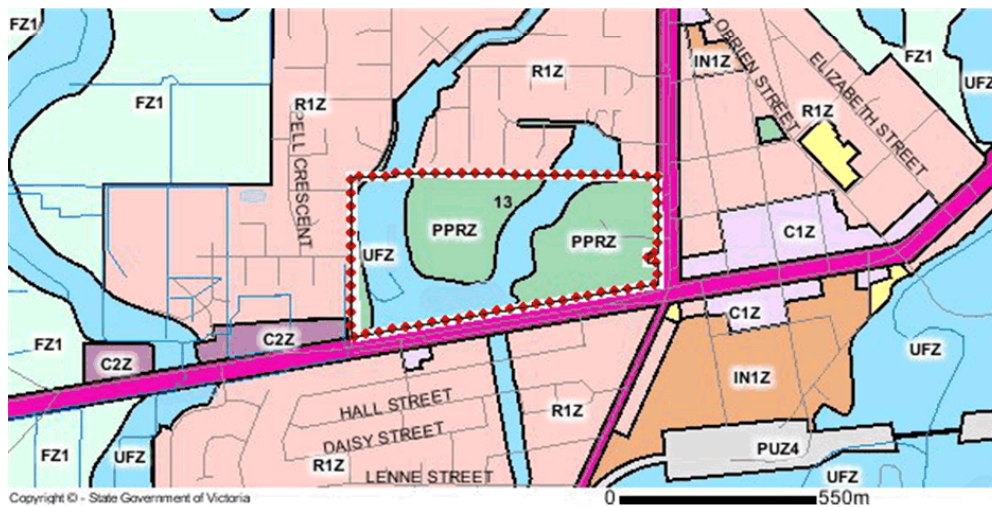 FZ1
FZ1
R1Z
R1Z
OBRIEN STREET
IN1Z
ELIZABETH STREET
FZ1
UFZ
R1Z
PELL CRESCENT
13
PPRZ
PPRZ
UFZ
C1Z
C1Z
FZ1
C2Z
C2Z
UFZ
IN1Z
HALL STREET
DAISY STREET
R1Z
R1Z
LENNE STREET
FZ1
UFZ
PUZ4
UFZ
Copyright © - State Government of Victoria
0 550m